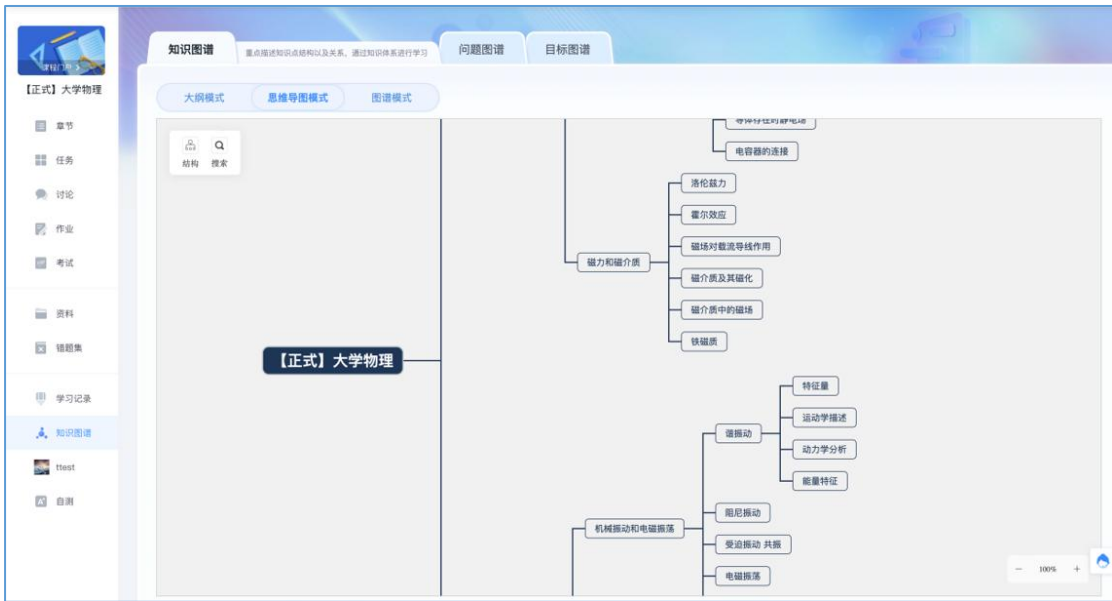 课程门户 >
【正式】大学物理
章节
任务
讨论
作业
考试
资料
错题集
学习记录
知识图谱
ttest
自测
知识图谱
重点描述知识点结构以及关系，通过知识体系进行学习
问题图谱
目标图谱
大纲模式
思维导图模式
图谱模式
结构
搜索
导体存在时静电场
电容器的连接
洛伦兹力
霍尔效应
磁场对载流导线作用
磁力和磁介质
磁介质及其磁化
磁介质中的磁场
铁磁质
【正式】大学物理
特征量
运动学描述
谐振动
动力学分析
能量特征
阻尼振动
机械振动和电磁振荡
受迫振动 共振
电磁振荡
− 100% +